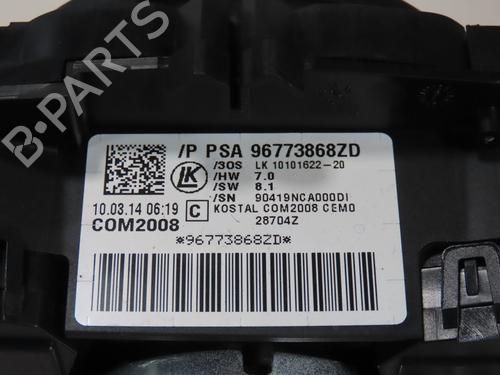 B-PARTS
/P PSA 96773868ZD
/3OS LK 10101622-20
/HW 7.0
/SW 8.1
/SN 90419NCA000DI
10.03.14 06:19 C KOSTAL COM2008 CEMO
COM2008 28704Z
*96773868ZD*